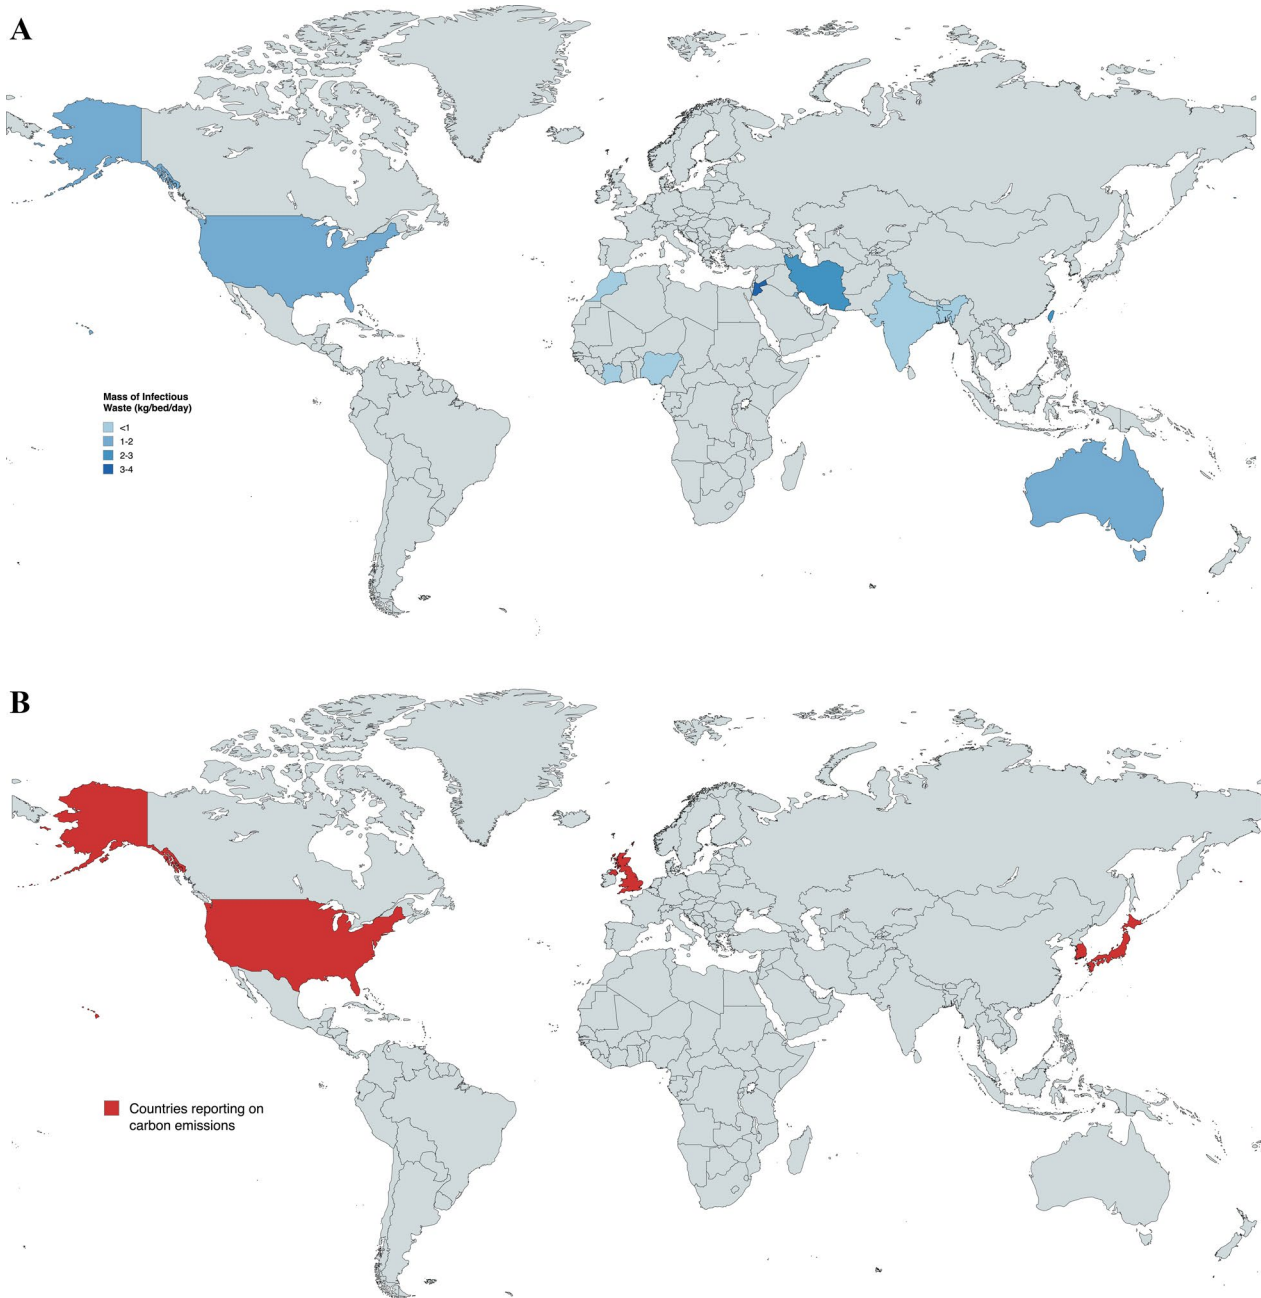 A
Mass of Infectious
Waste (kg/bed/day)
<1
1-2
2-3
3-4
B
Countries reporting on
carbon emissions